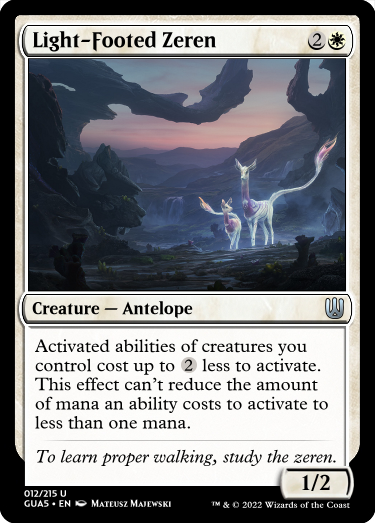 Light-Footed Zeren 2
Creature — Antelope
Activated abilities of creatures you
control cost up to 2 less to activate.
This effect can't reduce the amount
of mana an ability costs to activate to
less than one mana.
To learn proper walking, study the zeren.
1/2
012/215 U
GUA5 • EN Mateusz Majewski
™ & © 2022 Wizards of the Coast